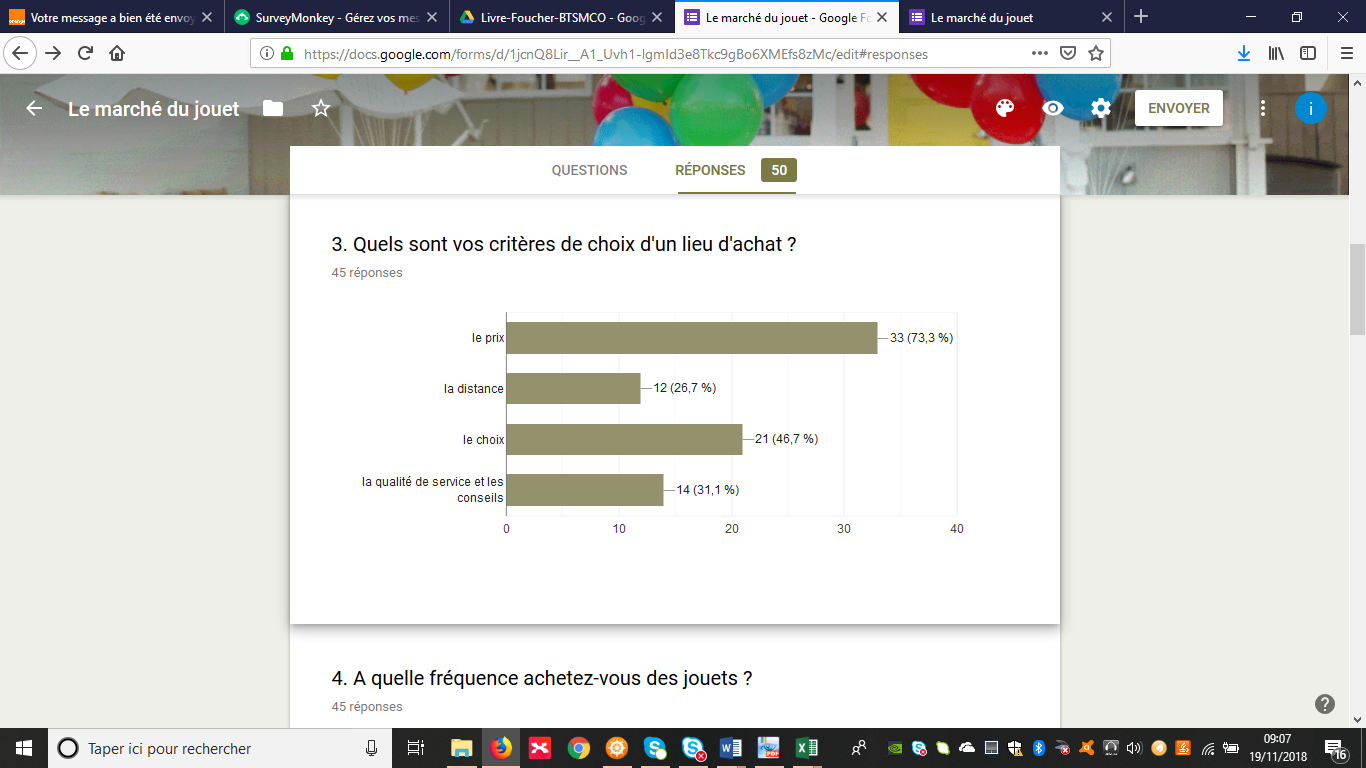 Votre message a bien été envoy
SurveyMonkey - Gérez vos mes
Livre-Foucher-BTSMCO - Goog
Le marché du jouet - Google Fo
Le marché du jouet
https://docs.google.com/forms/d/1jcnQ8Lir__A1_Uvh1-IgmId3e8Tkc9gBo6XMEfs8zMc/edit#responses
Le marché du jouet
ENVOYER
i
QUESTIONS
RÉPONSES 50
3. Quels sont vos critères de choix d'un lieu d'achat ?
45 réponses
le prix 33 (73,3 %)
la distance 12 (26,7 %)
le choix 21 (46,7 %)
la qualité de service et les
conseils 14 (31,1 %)
0 10 20 30 40
4. A quelle fréquence achetez-vous des jouets ?
45 réponses
Taper ici pour rechercher
09:07
19/11/2018
16